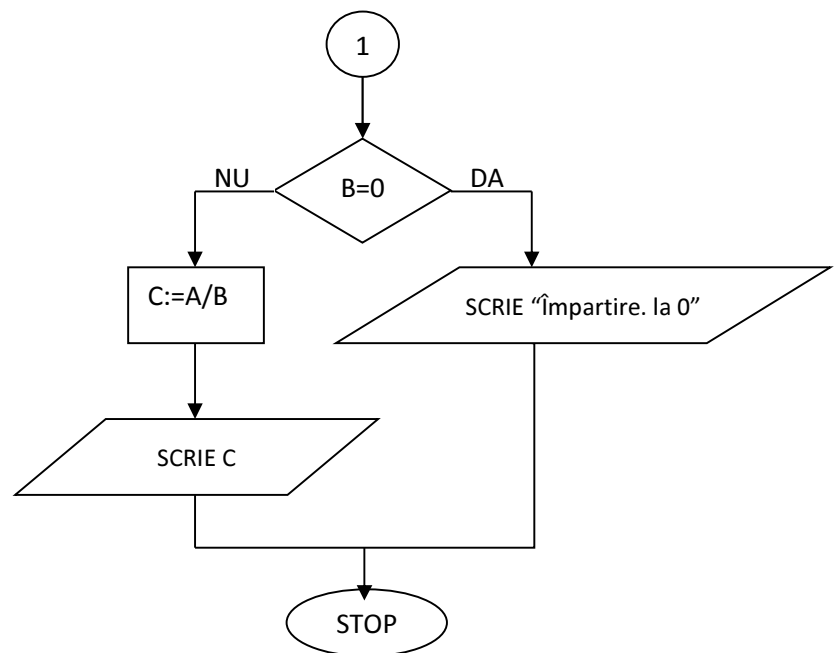 1
NU
B=0
DA
C:=A/B
SCRIE “Împartire. la 0”
SCRIE C
STOP